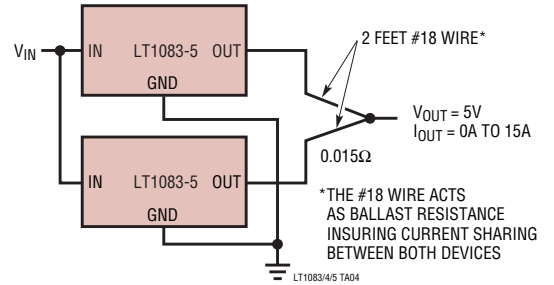 2 FEET #18 WIRE*
V_IN
IN LT1083-5 OUT
GND
V_OUT = 5V
I_OUT = 0A TO 15A
0.015Ω
IN LT1083-5 OUT
GND
*THE #18 WIRE ACTS
AS BALLAST RESISTANCE
INSURING CURRENT SHARING
BETWEEN BOTH DEVICES
LT1083/4/5 TA04